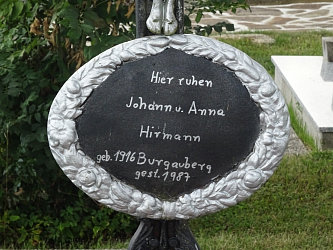 Hier ruhen
Johann u. Anna
Hirmann
geb. 1916 Burgauberg
gest. 1987